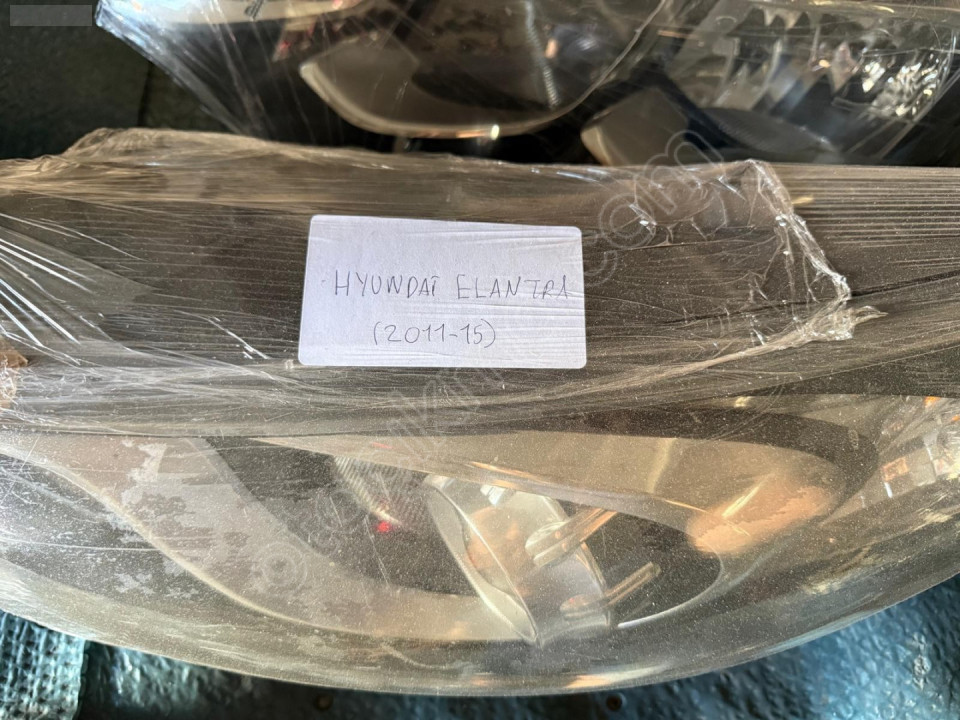 HYUNDAİ ELANTRA
(2011-15)